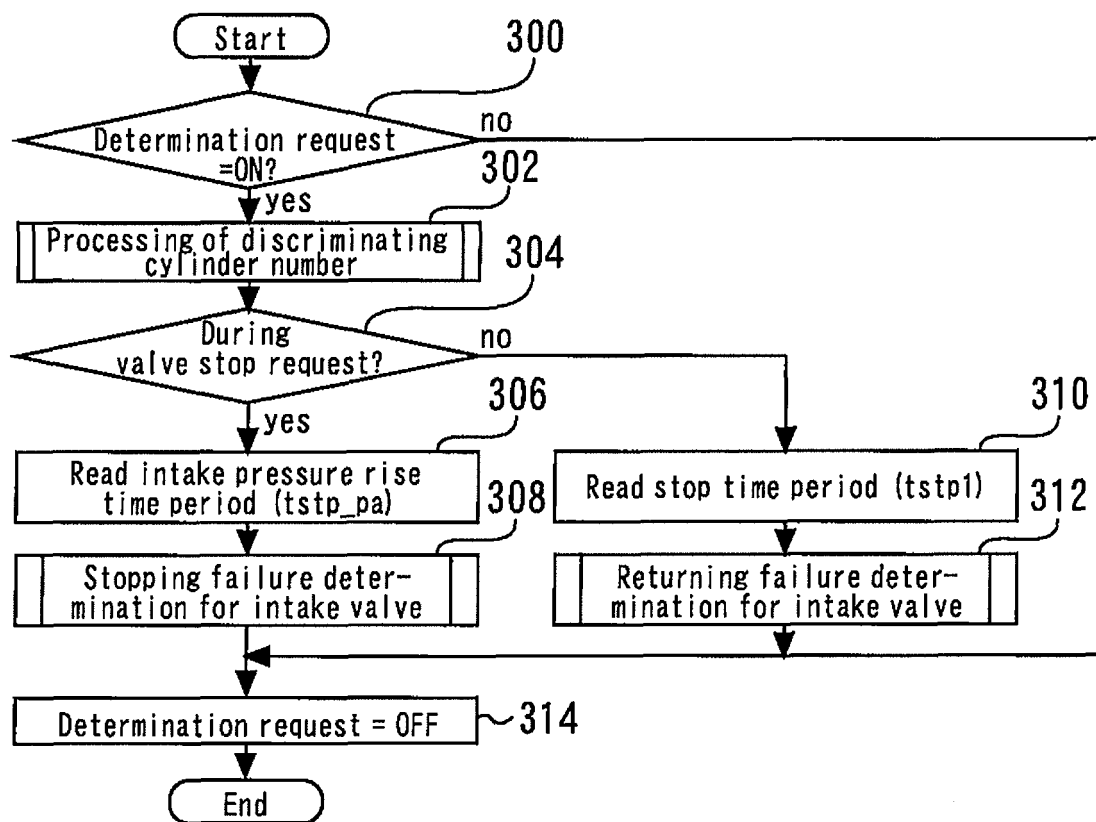 Start
300
Determination request
=ON?
no
yes
302
Processing of discriminating
cylinder number
304
During
valve stop request?
no
yes
306
Read intake pressure rise
time period (tstp_pa)
308
Stopping failure deter-
mination for intake valve
310
Read stop time period (tstp1)
312
Returning failure deter-
mination for intake valve
Determination request = OFF
314
End